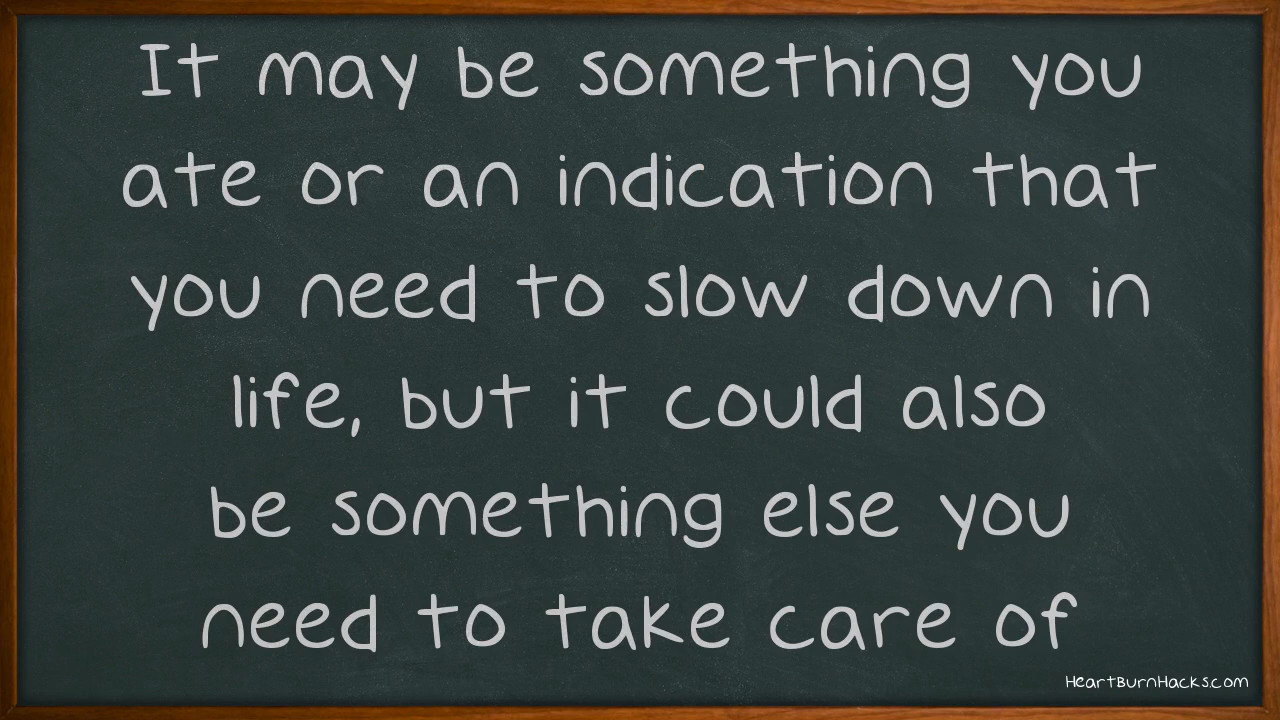 It may be something you
ate or an indication that
you need to slow down in
life, but it could also
be something else you
need to take care of
HeartBurnHacks.com